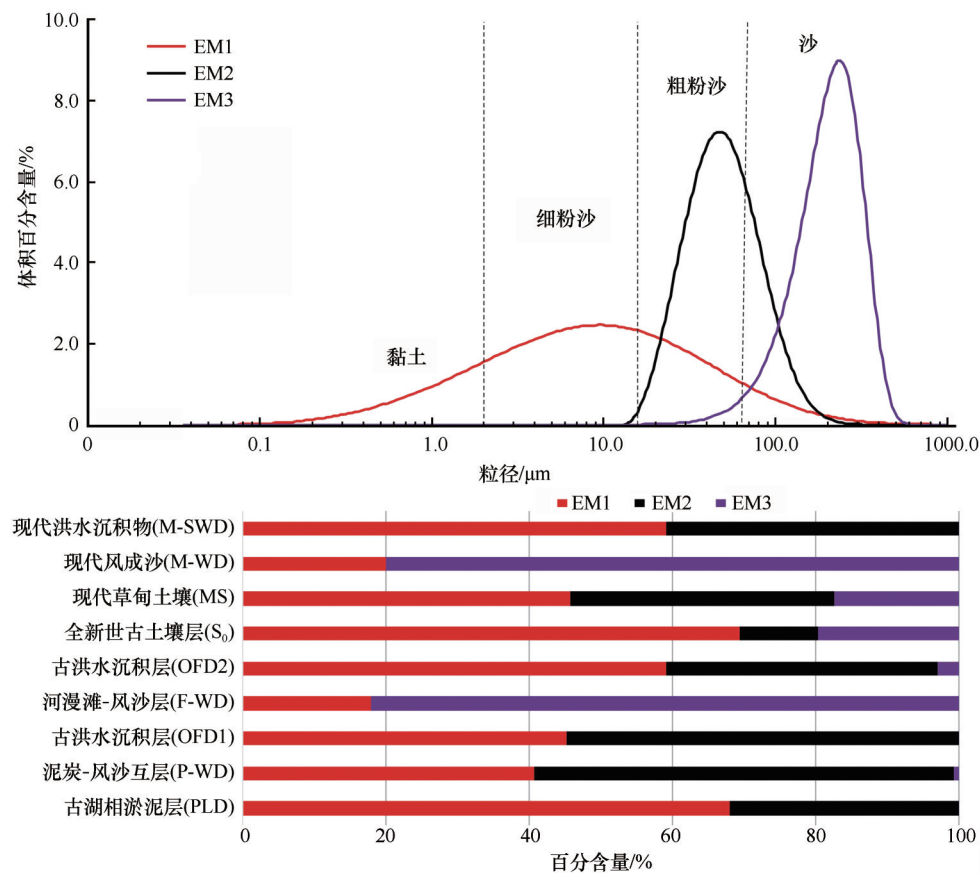 10.0
8.0
6.0
4.0
2.0
0
体积百分含量/%
EM1
EM2
EM3
黏土
细粉沙
粗粉沙
沙
0 0.1 1.0 10.0 100.0 1000.0
粒径/μm
EM1 EM2 EM3
现代洪水沉积物(M-SWD)
现代风成沙(M-WD)
现代草甸土壤(MS)
全新世古土壤层(S₀)
古洪水沉积层(OFD2)
河漫滩-风沙层(F-WD)
古洪水沉积层(OFD1)
泥炭-风沙互层(P-WD)
古湖相淤泥层(PLD)
0 20 40 60 80 100
百分含量/%